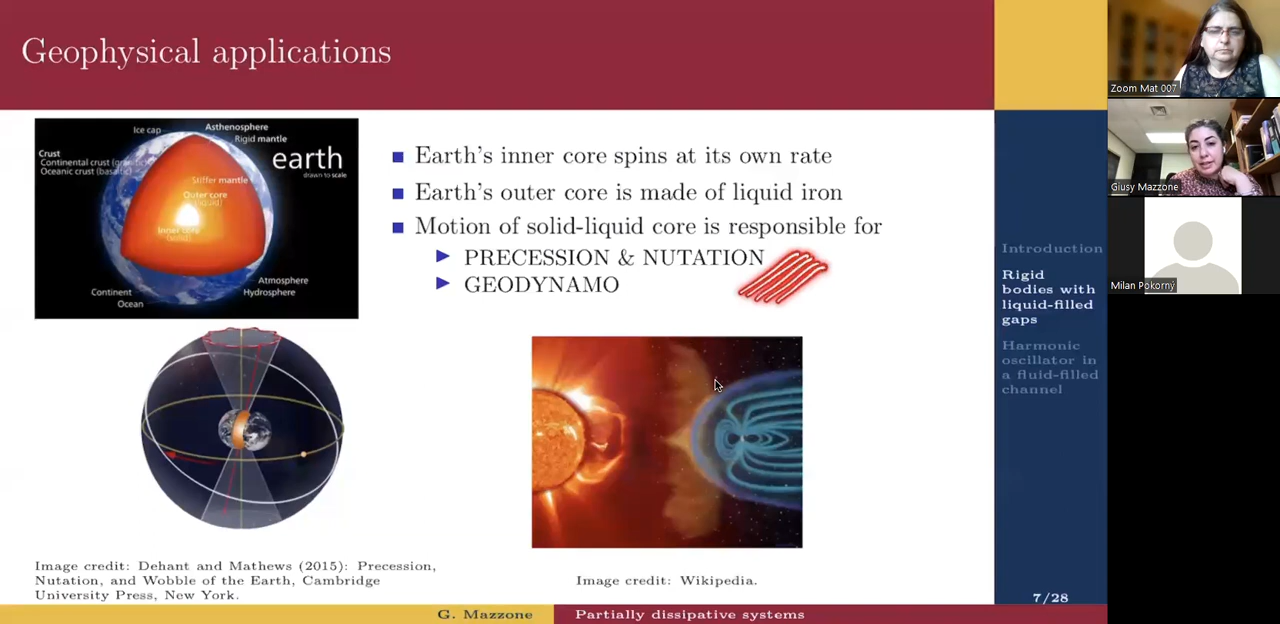 Geophysical applications
Ice cap
Asthenosphere
Rigid mantle
Crust
earth
drawn to scale
Continental crust
Oceanic crust
Stiffer mantle
Outer core
(liquid)
Inner core
(solid)
Atmosphere
Hydrosphere
Continent
Ocean
Earth's inner core spins at its own rate
Earth's outer core is made of liquid iron
Motion of solid-liquid core is responsible for
PRECESSION & NUTATION
GEODYNAMO
Image credit: Dehant and Mathews (2015): Precession,
Nutation, and Wobble of the Earth, Cambridge
University Press, New York.
Image credit: Wikipedia.
Introduction
Rigid
bodies with
liquid-filled
gaps
Harmonic
oscillator in
a fluid-filled
channel
7/28
G. Mazzone
Partially dissipative systems
Zoom Mat 007
Giusy Mazzone
Milan Pokorný